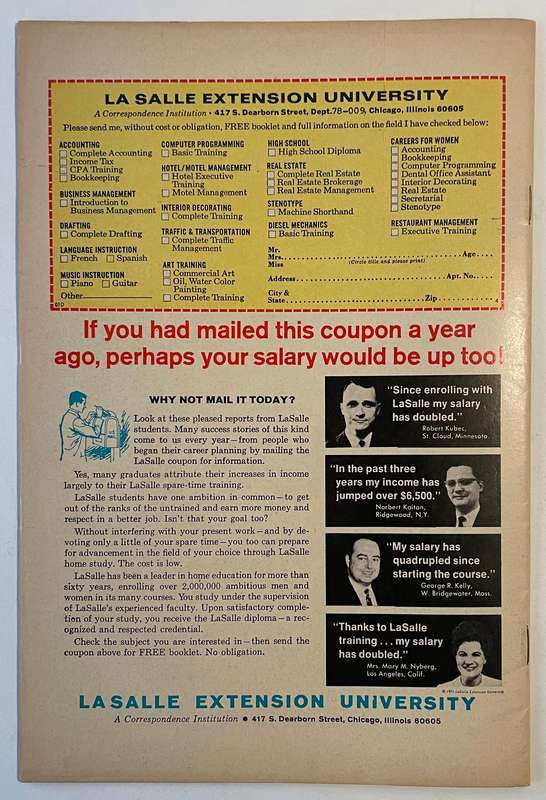 LA SALLE EXTENSION UNIVERSITY
A Correspondence Institution • 417 S. Dearborn Street, Dept. 78-009, Chicago, Illinois 60605
Please send me, without cost or obligation, FREE booklet and full information on the field I have checked below:
ACCOUNTING
Complete Accounting
Income Tax
CPA Training
Bookkeeping
BUSINESS MANAGEMENT
Introduction to
Business Management
DRAFTING
Complete Drafting
LANGUAGE INSTRUCTION
French Spanish
MUSIC INSTRUCTION
Piano Guitar
Other
COMPUTER PROGRAMMING
Basic Training
HOTEL/MOTEL MANAGEMENT
Hotel Executive
Training
Motel Management
INTERIOR DECORATING
Complete Training
TRAFFIC & TRANSPORTATION
Complete Traffic
Management
ART TRAINING
Commercial Art
Oil, Water Color
Painting
Complete Training
HIGH SCHOOL
High School Diploma
REAL ESTATE
Complete Real Estate
Real Estate Brokerage
Real Estate Management
STENOTYPE
Machine Shorthand
DIESEL MECHANICS
Basic Training
CAREERS FOR WOMEN
Accounting
Bookkeeping
Computer Programming
Dental Office Assistant
Interior Decorating
Real Estate
Secretarial
Stenotype
RESTAURANT MANAGEMENT
Executive Training
Mr.
Mrs. Age
Miss (Circle title and please print)
Address Apt. No.
City &
State Zip
If you had mailed this coupon a year
ago, perhaps your salary would be up too!
WHY NOT MAIL IT TODAY?
Look at these pleased reports from LaSalle
students. Many success stories of this kind
come to us every year—from people who
began their career planning by mailing the
LaSalle coupon for information.
Yes, many graduates attribute their increases in income
largely to their LaSalle spare-time training.
LaSalle students have one ambition in common—to get
out of the ranks of the untrained and earn more money and
respect in a better job. Isn't that your goal too?
Without interfering with your present work—and by de-
voting only a little of your spare time—you too can prepare
for advancement in the field of your choice through LaSalle
home study. The cost is low.
LaSalle has been a leader in home education for more than
sixty years, enrolling over 2,000,000 ambitious men and
women in its many courses. You study under the supervision
of LaSalle's experienced faculty. Upon satisfactory comple-
tion of your study, you receive the LaSalle diploma—a rec-
ognized and respected credential.
Check the subject you are interested in—then send the
coupon above for FREE booklet. No obligation.
"Since enrolling with
LaSalle my salary
has doubled."
Robert Kubec,
St. Cloud, Minnesota
"In the past three
years my income has
jumped over $6,500."
Norbert Kaitan,
Ridgewood, N.Y.
"My salary has
quadrupled since
starting the course."
George R. Kelly,
W. Bridgewater, Mass.
"Thanks to LaSalle
training . . . my salary
has doubled."
Mrs. Mary M. Nyberg,
Los Angeles, Calif.
LA SALLE EXTENSION UNIVERSITY
A Correspondence Institution • 417 S. Dearborn Street, Chicago, Illinois 60605